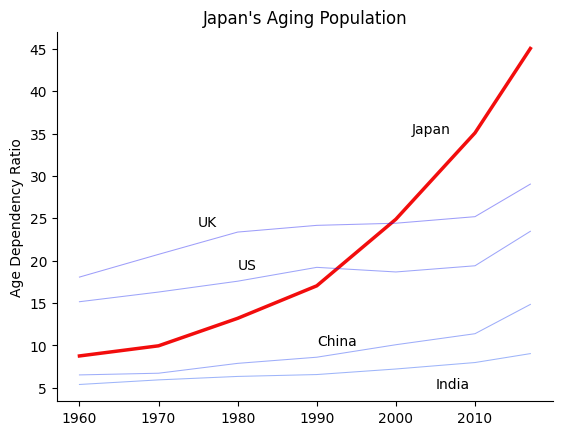 Japan's Aging Population
Age Dependency Ratio
45
40
35
30
25
20
15
10
5
Japan
UK
US
China
India
1960 1970 1980 1990 2000 2010